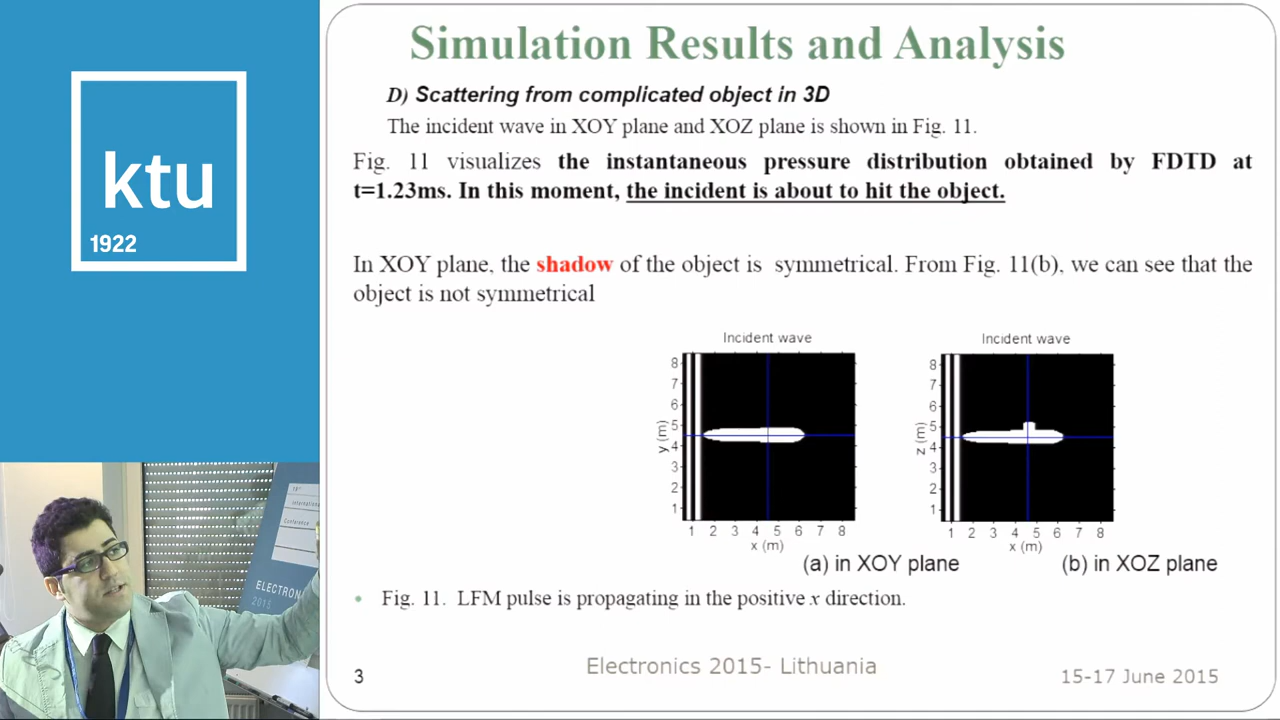 ktu
1922
Simulation Results and Analysis
D) Scattering from complicated object in 3D
The incident wave in XOY plane and XOZ plane is shown in Fig. 11.
Fig. 11 visualizes the instantaneous pressure distribution obtained by FDTD at
t=1.23ms. In this moment, the incident is about to hit the object.
In XOY plane, the shadow of the object is symmetrical. From Fig. 11(b), we can see that the
object is not symmetrical
Incident wave
8
7
6
5
4
3
2
1
y (m)
1 2 3 4 5 6 7 8
x (m)
(a) in XOY plane
Incident wave
8
7
6
5
4
3
2
1
z (m)
1 2 3 4 5 6 7 8
x (m)
(b) in XOZ plane
• Fig. 11. LFM pulse is propagating in the positive x direction.
3
Electronics 2015- Lithuania
15-17 June 2015
19th
International
Conference
ELECTRON
2015